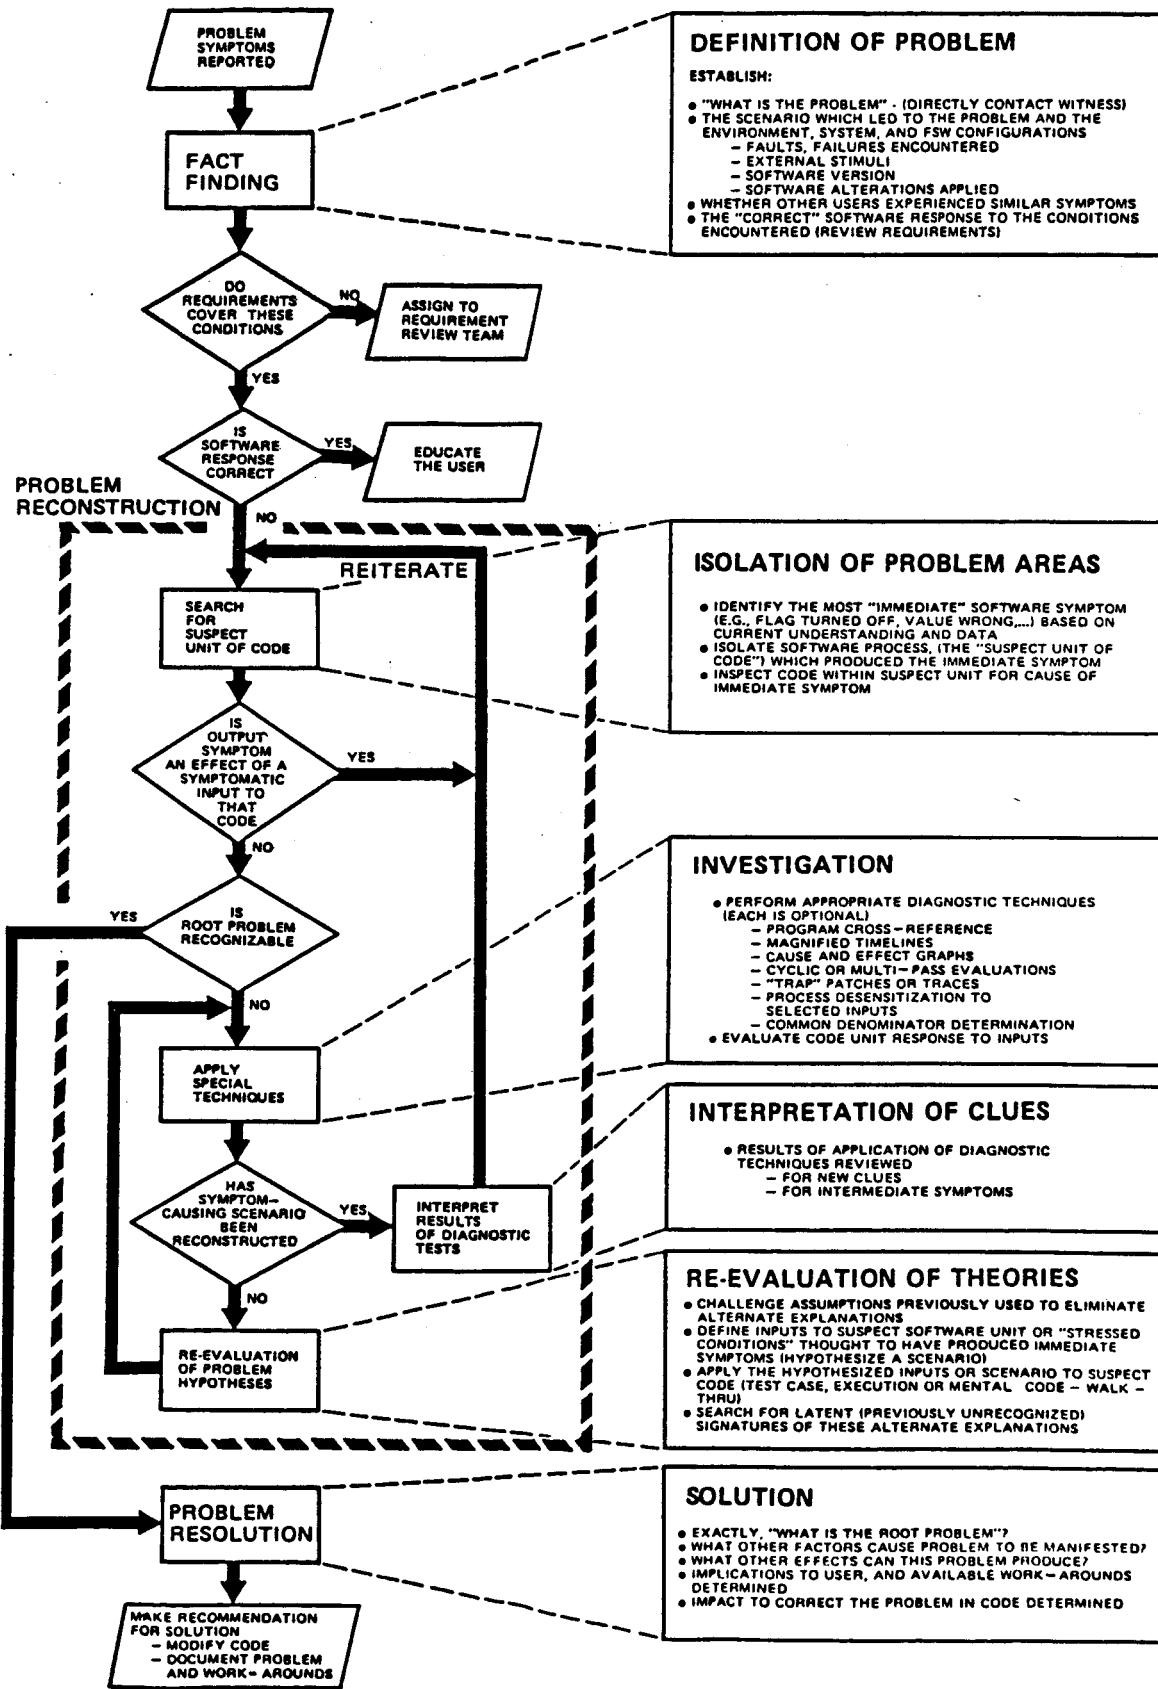 PROBLEM
SYMPTOMS
REPORTED
FACT
FINDING
DEFINITION OF PROBLEM
ESTABLISH:
● "WHAT IS THE PROBLEM" - (DIRECTLY CONTACT WITNESS)
● THE SCENARIO WHICH LED TO THE PROBLEM AND THE
ENVIRONMENT, SYSTEM, AND FSW CONFIGURATIONS
– FAULTS, FAILURES ENCOUNTERED
– EXTERNAL STIMULI
– SOFTWARE VERSION
– SOFTWARE ALTERATIONS APPLIED
● WHETHER OTHER USERS EXPERIENCED SIMILAR SYMPTOMS
● THE "CORRECT" SOFTWARE RESPONSE TO THE CONDITIONS
ENCOUNTERED (REVIEW REQUIREMENTS)
DO
REQUIREMENTS
COVER THESE
CONDITIONS
NO
ASSIGN TO
REQUIREMENT
REVIEW TEAM
YES
IS
SOFTWARE
RESPONSE
CORRECT
YES
EDUCATE
THE USER
NO
PROBLEM
RECONSTRUCTION
REITERATE
SEARCH
FOR
SUSPECT
UNIT OF CODE
ISOLATION OF PROBLEM AREAS
● IDENTIFY THE MOST "IMMEDIATE" SOFTWARE SYMPTOM
(E.G., FLAG TURNED OFF, VALUE WRONG,...) BASED ON
CURRENT UNDERSTANDING AND DATA
● ISOLATE SOFTWARE PROCESS, (THE "SUSPECT UNIT OF
CODE") WHICH PRODUCED THE IMMEDIATE SYMPTOM
● INSPECT CODE WITHIN SUSPECT UNIT FOR CAUSE OF
IMMEDIATE SYMPTOM
IS
OUTPUT
SYMPTOM
AN EFFECT OF A
SYMPTOMATIC
INPUT TO
THAT
CODE
YES
NO
IS
ROOT PROBLEM
RECOGNIZABLE
YES
NO
APPLY
SPECIAL
TECHNIQUES
INVESTIGATION
● PERFORM APPROPRIATE DIAGNOSTIC TECHNIQUES
(EACH IS OPTIONAL)
– PROGRAM CROSS–REFERENCE
– MAGNIFIED TIMELINES
– CAUSE AND EFFECT GRAPHS
– CYCLIC OR MULTI–PASS EVALUATIONS
– "TRAP" PATCHES OR TRACES
– PROCESS DESENSITIZATION TO
SELECTED INPUTS
– COMMON DENOMINATOR DETERMINATION
● EVALUATE CODE UNIT RESPONSE TO INPUTS
HAS
SYMPTOM–
CAUSING SCENARIO
BEEN
RECONSTRUCTED
YES
NO
INTERPRET
RESULTS
OF DIAGNOSTIC
TESTS
INTERPRETATION OF CLUES
● RESULTS OF APPLICATION OF DIAGNOSTIC
TECHNIQUES REVIEWED
– FOR NEW CLUES
– FOR INTERMEDIATE SYMPTOMS
RE-EVALUATION
OF PROBLEM
HYPOTHESES
RE-EVALUATION OF THEORIES
● CHALLENGE ASSUMPTIONS PREVIOUSLY USED TO ELIMINATE
ALTERNATE EXPLANATIONS
● DEFINE INPUTS TO SUSPECT SOFTWARE UNIT OR "STRESSED
CONDITIONS" THOUGHT TO HAVE PRODUCED IMMEDIATE
SYMPTOMS (HYPOTHESIZE A SCENARIO)
● APPLY THE HYPOTHESIZED INPUTS OR SCENARIO TO SUSPECT
CODE (TEST CASE, EXECUTION OR MENTAL CODE – WALK –
THRU)
● SEARCH FOR LATENT (PREVIOUSLY UNRECOGNIZED)
SIGNATURES OF THESE ALTERNATE EXPLANATIONS
PROBLEM
RESOLUTION
SOLUTION
● EXACTLY, "WHAT IS THE ROOT PROBLEM"?
● WHAT OTHER FACTORS CAUSE PROBLEM TO BE MANIFESTED?
● WHAT OTHER EFFECTS CAN THIS PROBLEM PRODUCE?
● IMPLICATIONS TO USER, AND AVAILABLE WORK–AROUNDS
DETERMINED
● IMPACT TO CORRECT THE PROBLEM IN CODE DETERMINED
MAKE RECOMMENDATION
FOR SOLUTION
– MODIFY CODE
– DOCUMENT PROBLEM
AND WORK–AROUNDS